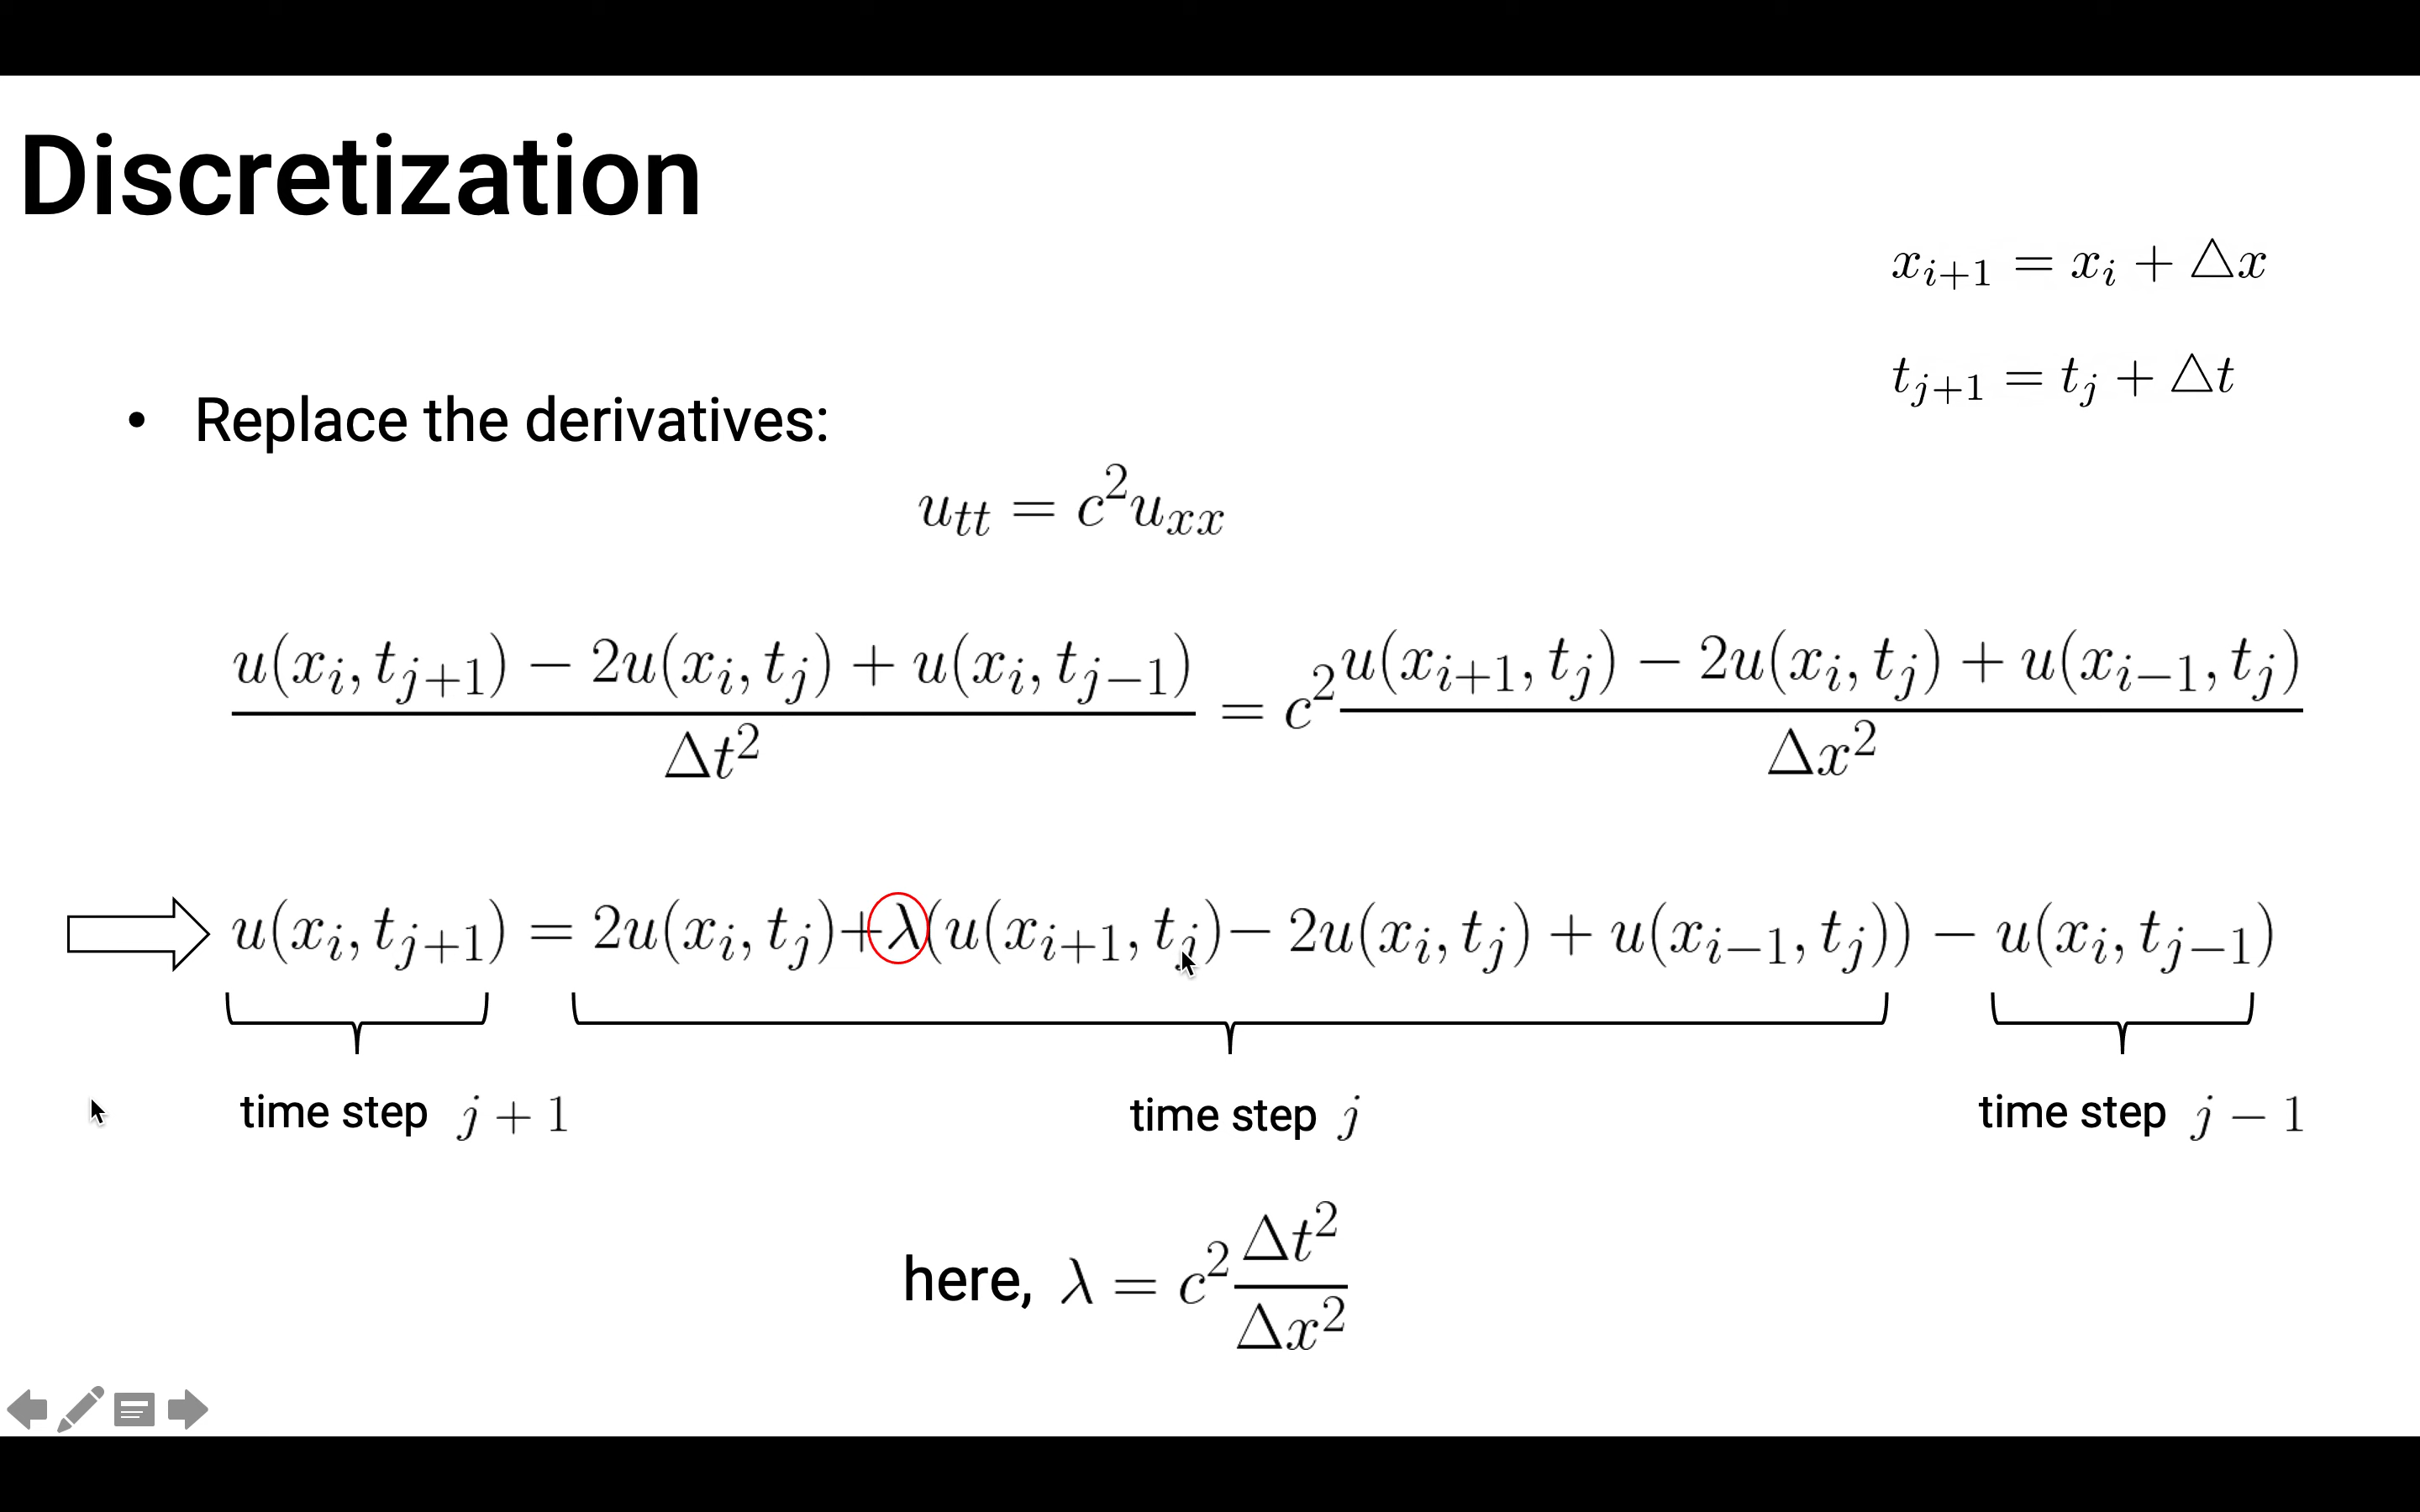 Discretization
x_{i+1} = x_i + △x
t_{j+1} = t_j + △t
• Replace the derivatives:
u_{tt} = c^2 u_{xx}
\frac{u(x_i, t_{j+1}) − 2u(x_i, t_j) + u(x_i, t_{j−1})}{Δt^2} = c^2 \frac{u(x_{i+1}, t_j) − 2u(x_i, t_j) + u(x_{i−1}, t_j)}{Δx^2}
u(x_i, t_{j+1}) = 2u(x_i, t_j) + λ(u(x_{i+1}, t_j) − 2u(x_i, t_j) + u(x_{i−1}, t_j)) − u(x_i, t_{j−1})
time step j + 1
time step j
time step j − 1
here, λ = c^2 \frac{Δt^2}{Δx^2}